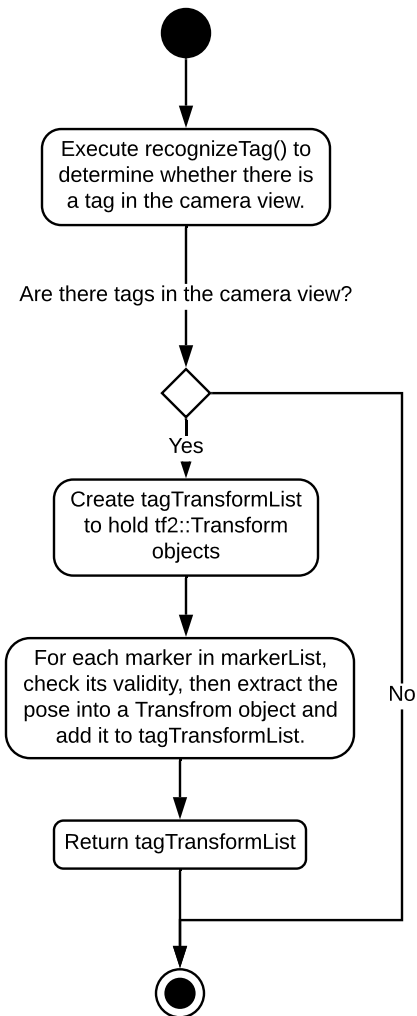 Execute recognizeTag() to
determine whether there is
a tag in the camera view.
Are there tags in the camera view?
Yes
Create tagTransformList
to hold tf2::Transform
objects
For each marker in markerList,
check its validity, then extract the
pose into a Transfrom object and
add it to tagTransformList.
No
Return tagTransformList